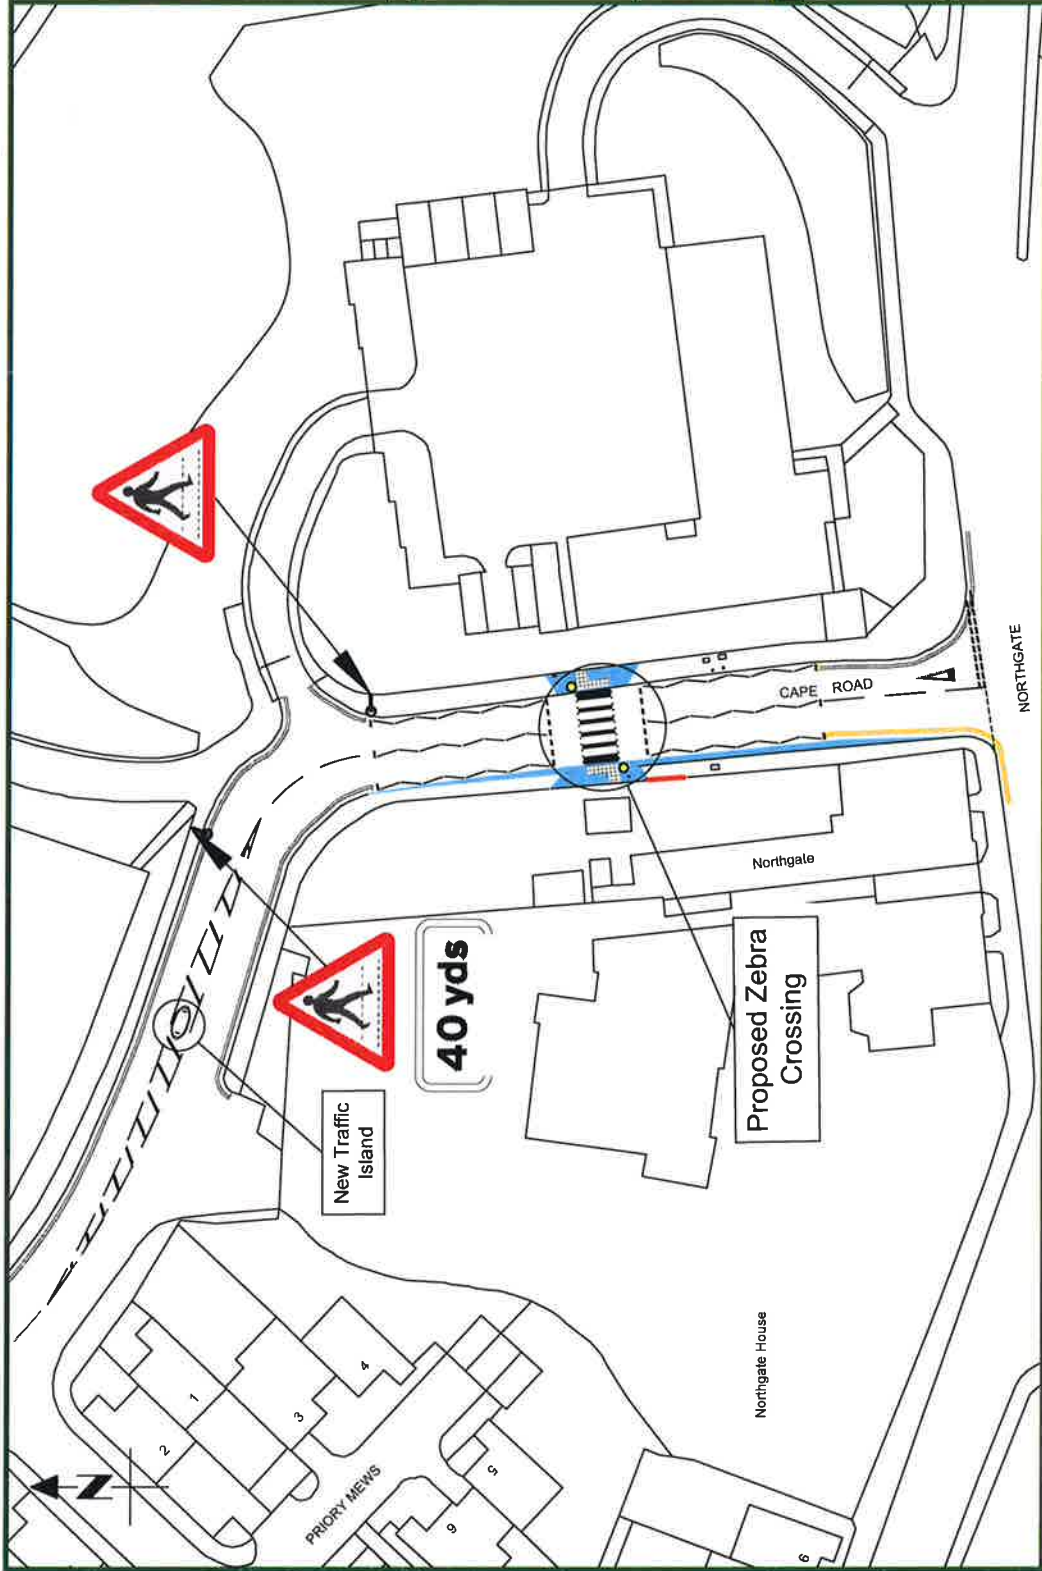 N
40 yds
New Traffic
Island
Proposed Zebra
Crossing
CAPE ROAD
NORTHGATE
Northgate
Northgate House
PRIORY MEWS
1
2
3
4
5
6
9